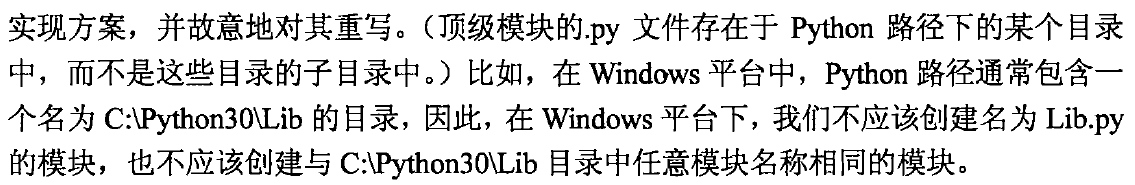 实现方案，并故意地对其重写。（顶级模块的.py 文件存在于 Python 路径下的某个目录
中，而不是这些目录的子目录中。）比如，在 Windows 平台中，Python 路径通常包含一
个名为 C:\Python30\Lib 的目录，因此，在 Windows 平台下，我们不应该创建名为 Lib.py
的模块，也不应该创建与 C:\Python30\Lib 目录中任意模块名称相同的模块。